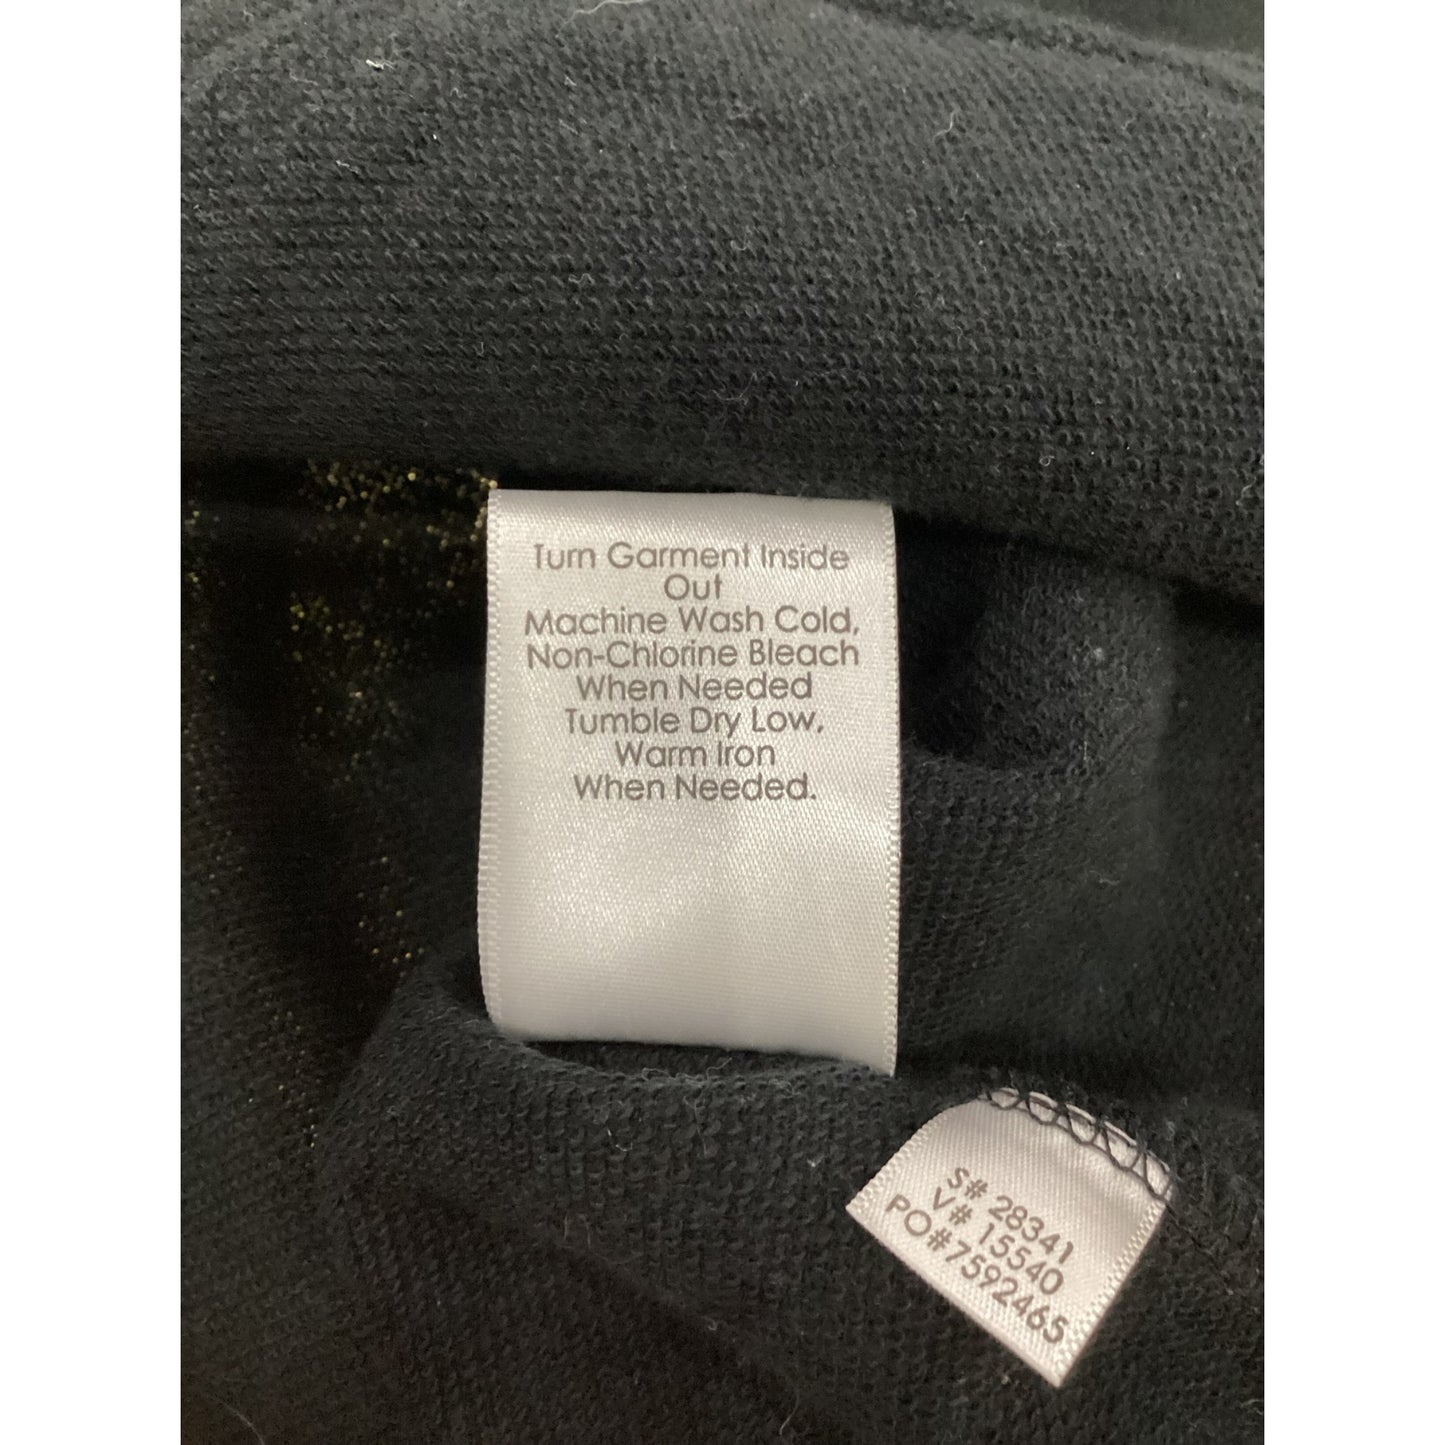 Turn Garment Inside
Out
Machine Wash Cold,
Non-Chlorine Bleach
When Needed
Tumble Dry Low,
Warm Iron
When Needed.
S# 28341
V# 15540
PO#7592465